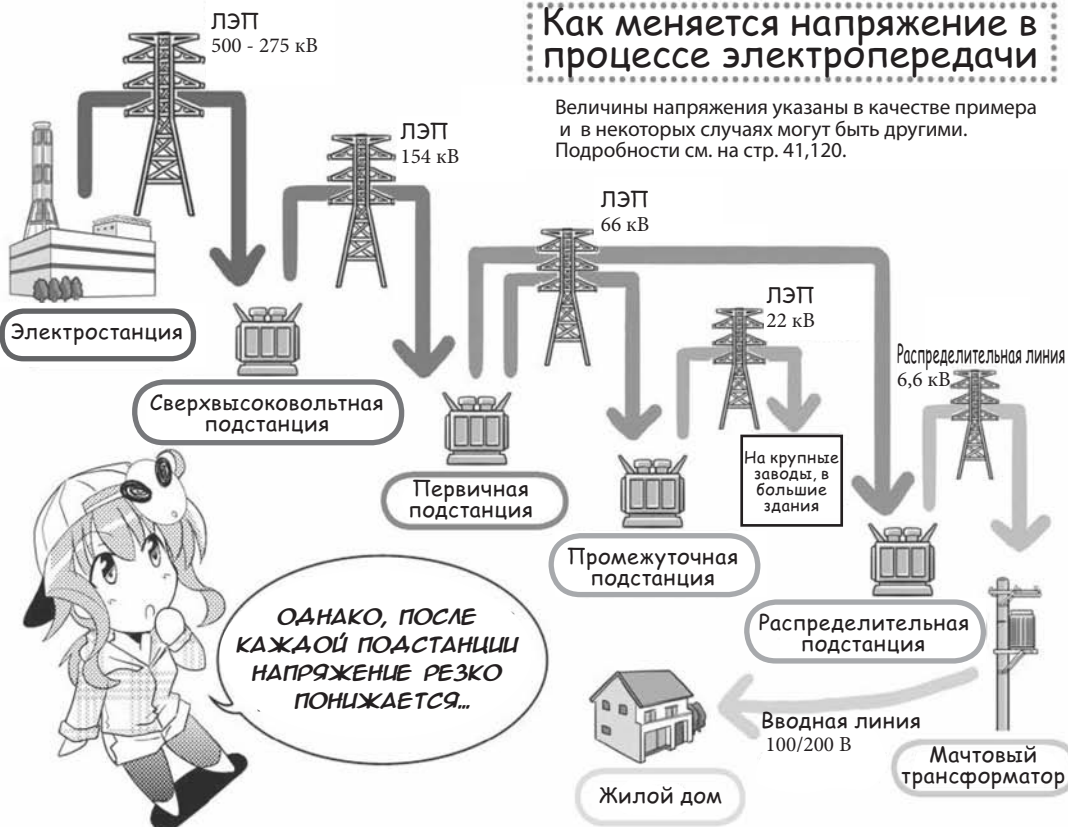 Как меняется напряжение в
процессе электропередачи
Величины напряжения указаны в качестве примера
и в некоторых случаях могут быть другими.
Подробности см. на стр. 41,120.
ЛЭП
500 - 275 кВ
ЛЭП
154 кВ
ЛЭП
66 кВ
ЛЭП
22 кВ
Распределительная линия
6,6 кВ
Электростанция
Сверхвысоковольтная
подстанция
Первичная
подстанция
Промежуточная
подстанция
На крупные
заводы, в
большие
здания
Распределительная
подстанция
Мачтовый
трансформатор
Вводная линия
100/200 В
Жилой дом
ОДНАКО, ПОСЛЕ
КАЖДОЙ ПОДСТАНЦИИ
НАПРЯЖЕНИЕ РЕЗКО
ПОНИЖАЕТСЯ...